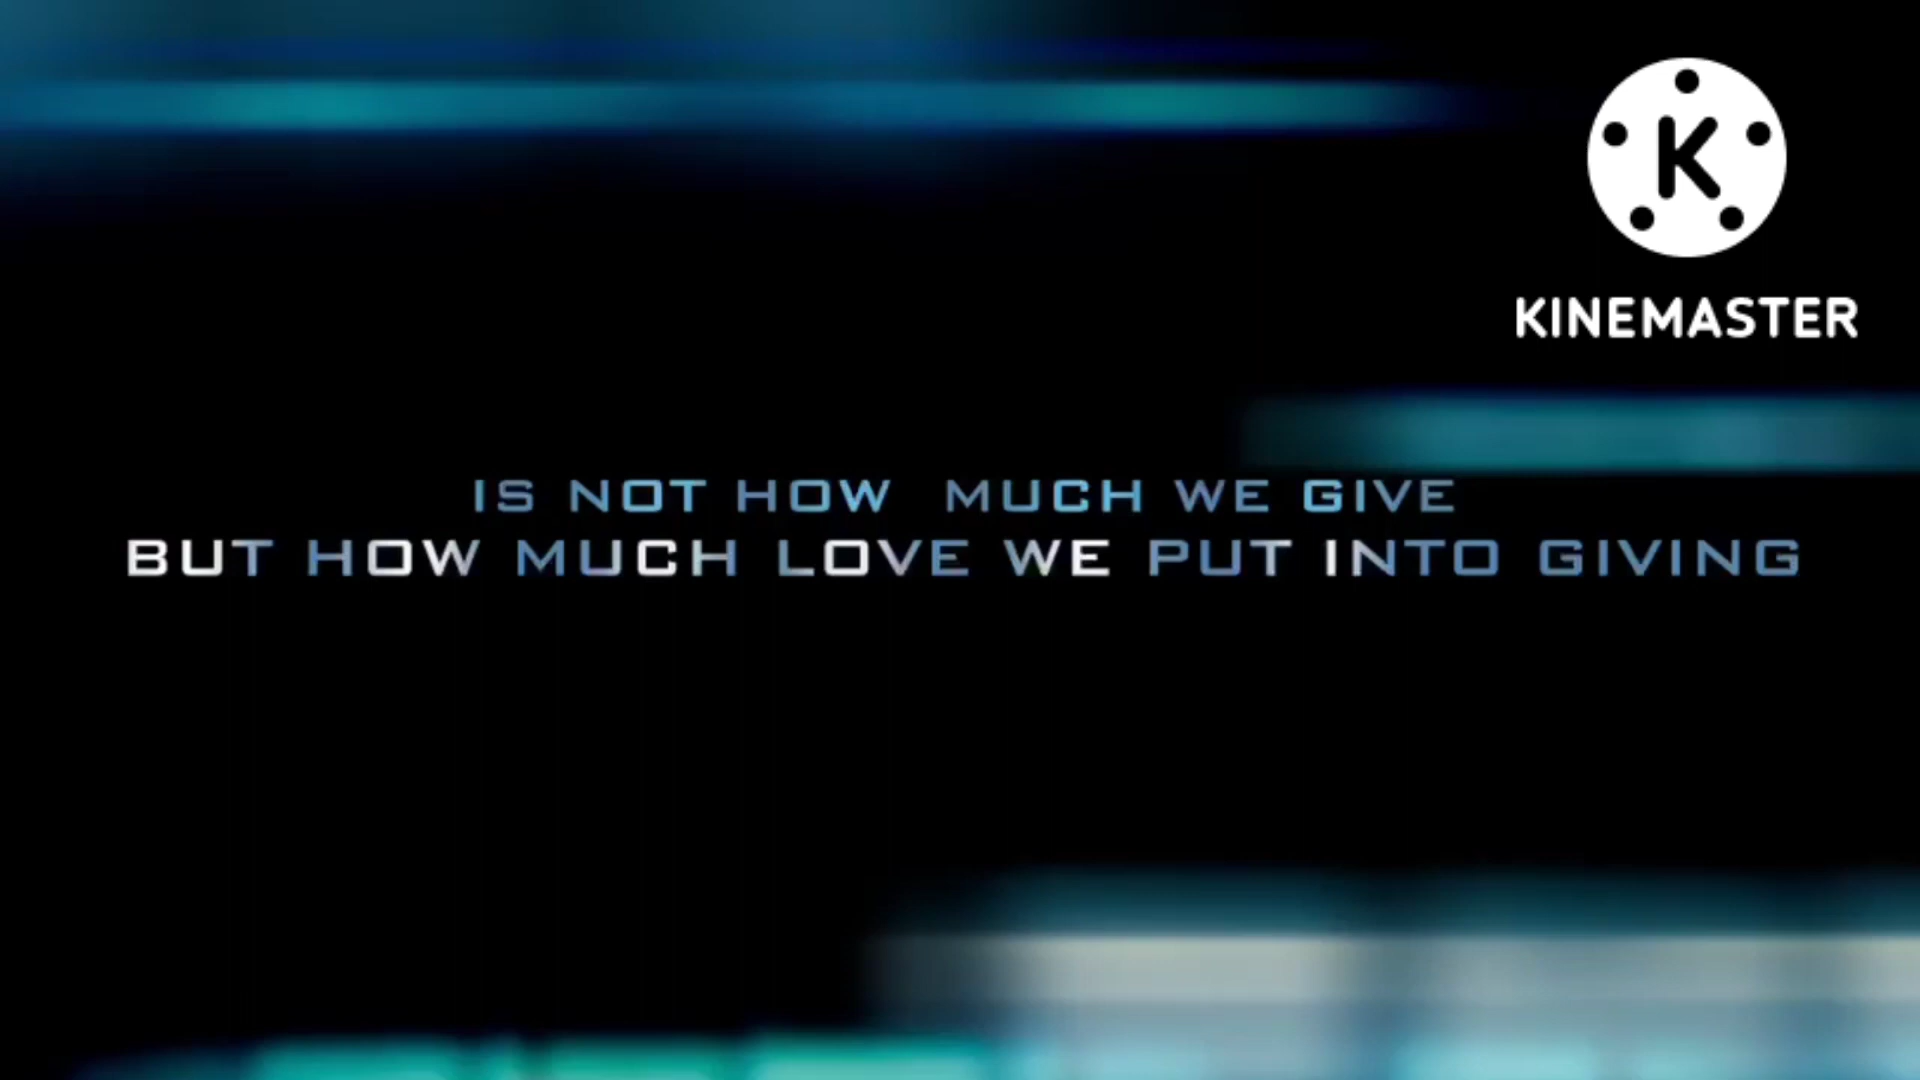 KINEMASTER
IS NOT HOW MUCH WE GIVE
BUT HOW MUCH LOVE WE PUT INTO GIVING